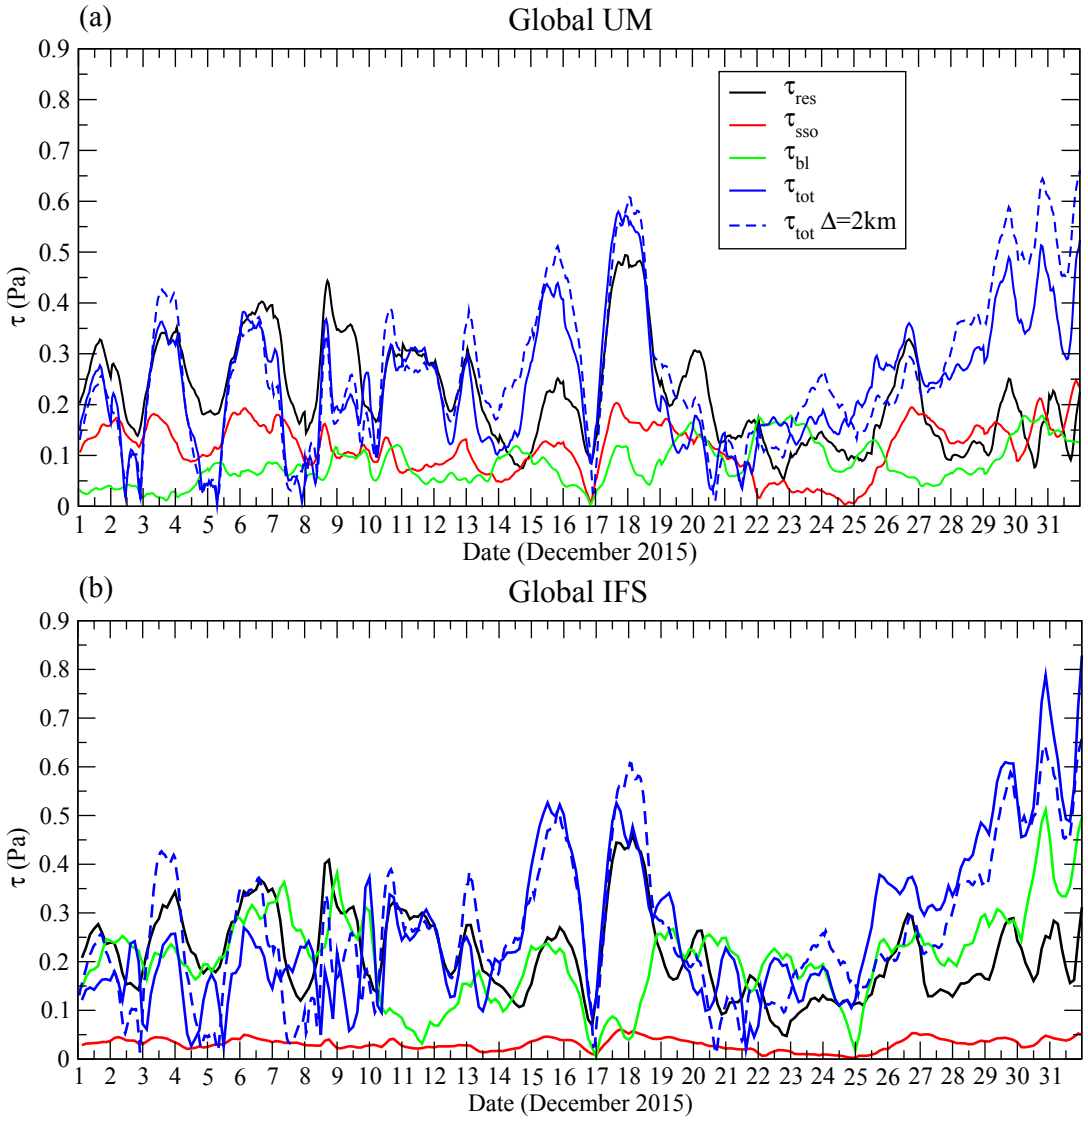 (a)
Global UM
0.9
0.8
0.7
0.6
0.5
0.4
0.3
0.2
0.1
0
τ (Pa)
τres
τsso
τbl
τtot
τtot Δ=2km
1 2 3 4 5 6 7 8 9 10 11 12 13 14 15 16 17 18 19 20 21 22 23 24 25 26 27 28 29 30 31
Date (December 2015)
(b)
Global IFS
0.9
0.8
0.7
0.6
0.5
0.4
0.3
0.2
0.1
0
τ (Pa)
1 2 3 4 5 6 7 8 9 10 11 12 13 14 15 16 17 18 19 20 21 22 23 24 25 26 27 28 29 30 31
Date (December 2015)